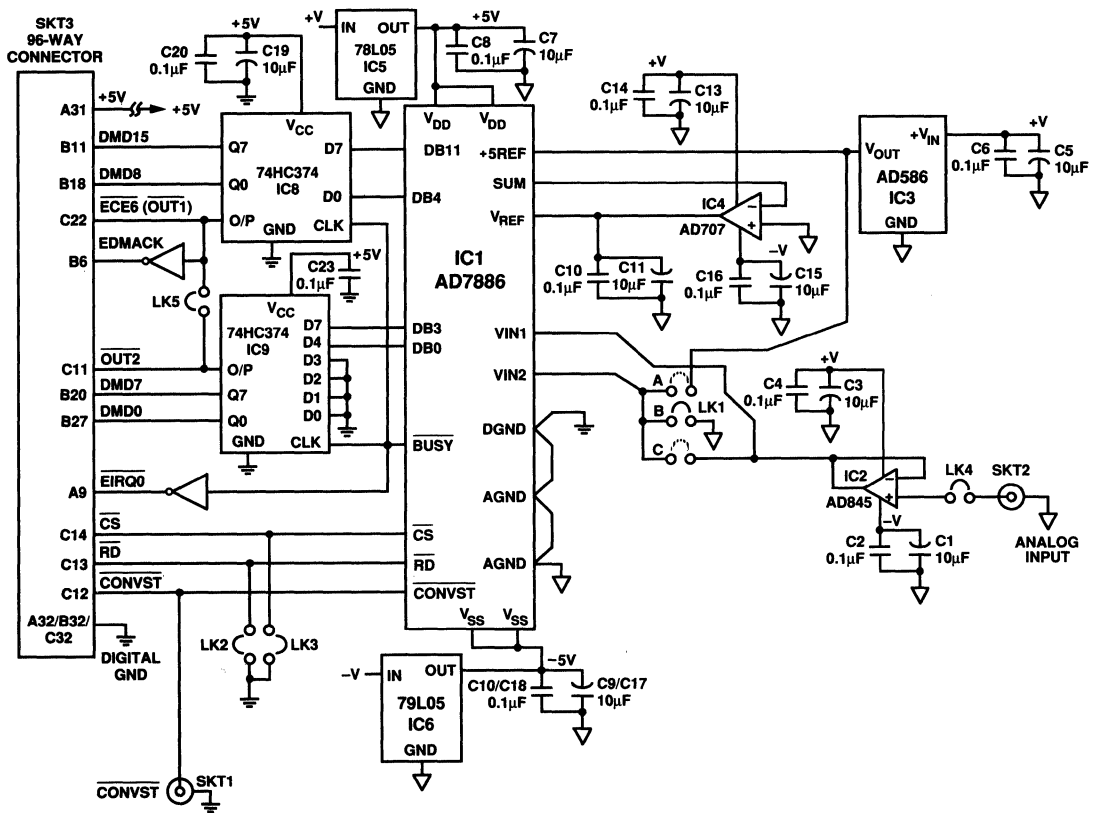 SKT3
96-WAY
CONNECTOR
A31
+5V
+5V
B11
DMD15
B18
DMD8
C22
ECE6 (OUT1)
B6
EDMACK
LK5
C11
OUT2
B20
DMD7
B27
DMD0
A9
EIRQ0
C14
CS
C13
RD
C12
CONVST
A32/B32/
C32
DIGITAL
GND
CONVST
SKT1
LK2
LK3
+5V
C20
0.1µF
C19
10µF
VCC
Q7
D7
74HC374
IC8
Q0
D0
O/P
CLK
GND
+5V
C23
0.1µF
VCC
74HC374
IC9
D7
D4
D3
D2
D1
D0
O/P
Q7
Q0
GND
CLK
+V
IN
OUT
78L05
IC5
GND
+5V
C8
0.1µF
C7
10µF
VDD
VDD
DB11
+5REF
SUM
DB4
VREF
IC1
AD7886
DB3
DB0
VIN1
VIN2
BUSY
DGND
AGND
CS
RD
AGND
CONVST
VSS
VSS
–V
IN
OUT
79L05
IC6
GND
–5V
C10/C18
0.1µF
C9/C17
10µF
+V
C14
0.1µF
C13
10µF
IC4
AD707
–
+
–V
C10
0.1µF
C11
10µF
C16
0.1µF
C15
10µF
+VIN
VOUT
AD586
IC3
GND
+V
C6
0.1µF
C5
10µF
A
B
LK1
C
+V
C4
0.1µF
C3
10µF
IC2
AD845
–
+
–V
C2
0.1µF
C1
10µF
LK4
SKT2
ANALOG
INPUT